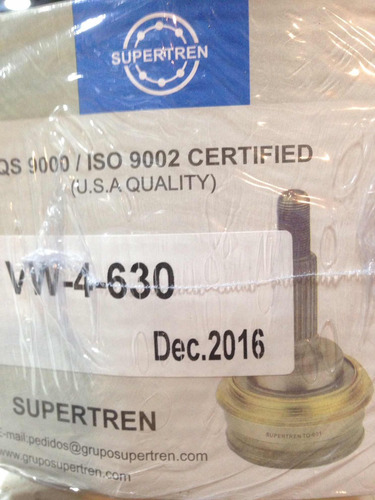 SUPERTREN
QS 9000 / ISO 9002 CERTIFIED
(U.S.A QUALITY)
VW-4-630
Dec.2016
SUPERTREN
E-mail:pedidos@gruposupertren.com
www.gruposupertren.com